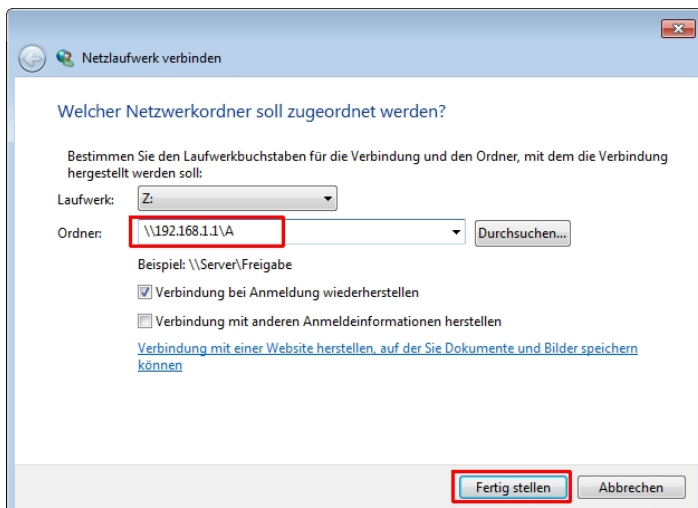 Netzlaufwerk verbinden
Welcher Netzwerkordner soll zugeordnet werden?
Bestimmen Sie den Laufwerkbuchstaben für die Verbindung und den Ordner, mit dem die Verbindung
hergestellt werden soll:
Laufwerk: Z:
Ordner: \\192.168.1.1\A Durchsuchen...
Beispiel: \\Server\Freigabe
Verbindung bei Anmeldung wiederherstellen
Verbindung mit anderen Anmeldeinformationen herstellen
Verbindung mit einer Website herstellen, auf der Sie Dokumente und Bilder speichern
können
Fertig stellen Abbrechen